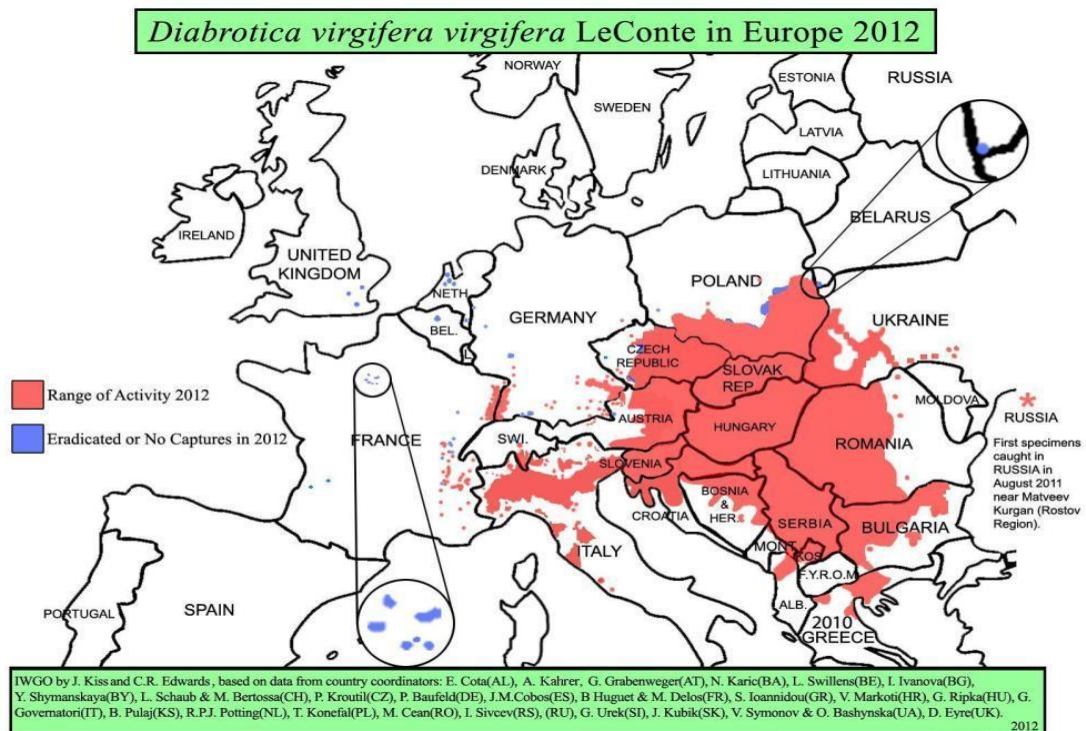 Diabrotica virgifera virgifera LeConte in Europe 2012
NORWAY
SWEDEN
ESTONIA
RUSSIA
LATVIA
LITHUANIA
DENMARK
BELARUS
IRELAND
UNITED
KINGDOM
NETH
BEL.
L.
GERMANY
POLAND
UKRAINE
CZECH
REPUBLIC
SLOVAK
REP.
Range of Activity 2012
Eradicated or No Captures in 2012
FRANCE
SWI.
AUSTRIA
HUNGARY
MOLDOVA
ROMANIA
SLOVENIA
CROATIA
BOSNIA
&
HER.
SERBIA
BULGARIA
ITALY
MONT.
KOS.
F.Y.R.O.M
ALB.
2010
GREECE
PORTUGAL
SPAIN
*
RUSSIA
First specimens
caught in
RUSSIA in
August 2011
near Matveev
Kurgan (Rostov
Region).
IWGO by J. Kiss and C.R. Edwards, based on data from country coordinators: E. Cota(AL), A. Kahrer, G. Grabenweger(AT), N. Karic(BA), L. Swillens(BE), I. Ivanova(BG),
Y. Shymanskaya(BY), L. Schaub & M. Bertossa(CH), P. Kroutil(CZ), P. Baufeld(DE), J.M.Cobos(ES), B Huguet & M. Delos(FR), S. Ioannidou(GR), V. Markoti(HR), G. Ripka(HU), G.
Governatori(IT), B. Pulaj(KS), R.P.J. Potting(NL), T. Konefal(PL), M. Cean(RO), I. Sivcev(RS), (RU), G. Urek(SI), J. Kubik(SK), V. Symonov & O. Bashynska(UA), D. Eyre(UK).
2012